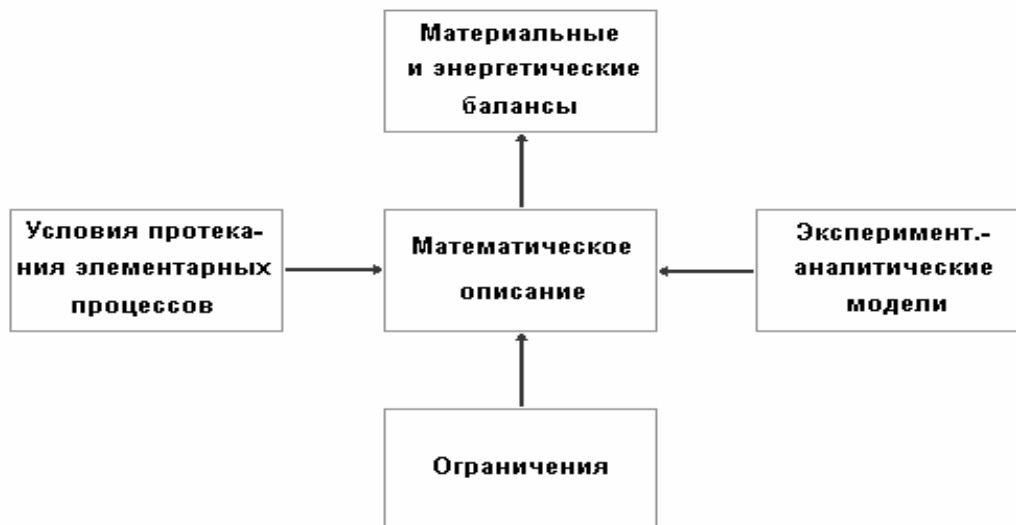 Материальные
и энергетические
балансы
Условия протека-
ния элементарных
процессов
Математическое
описание
Эксперимент.-
аналитические
модели
Ограничения